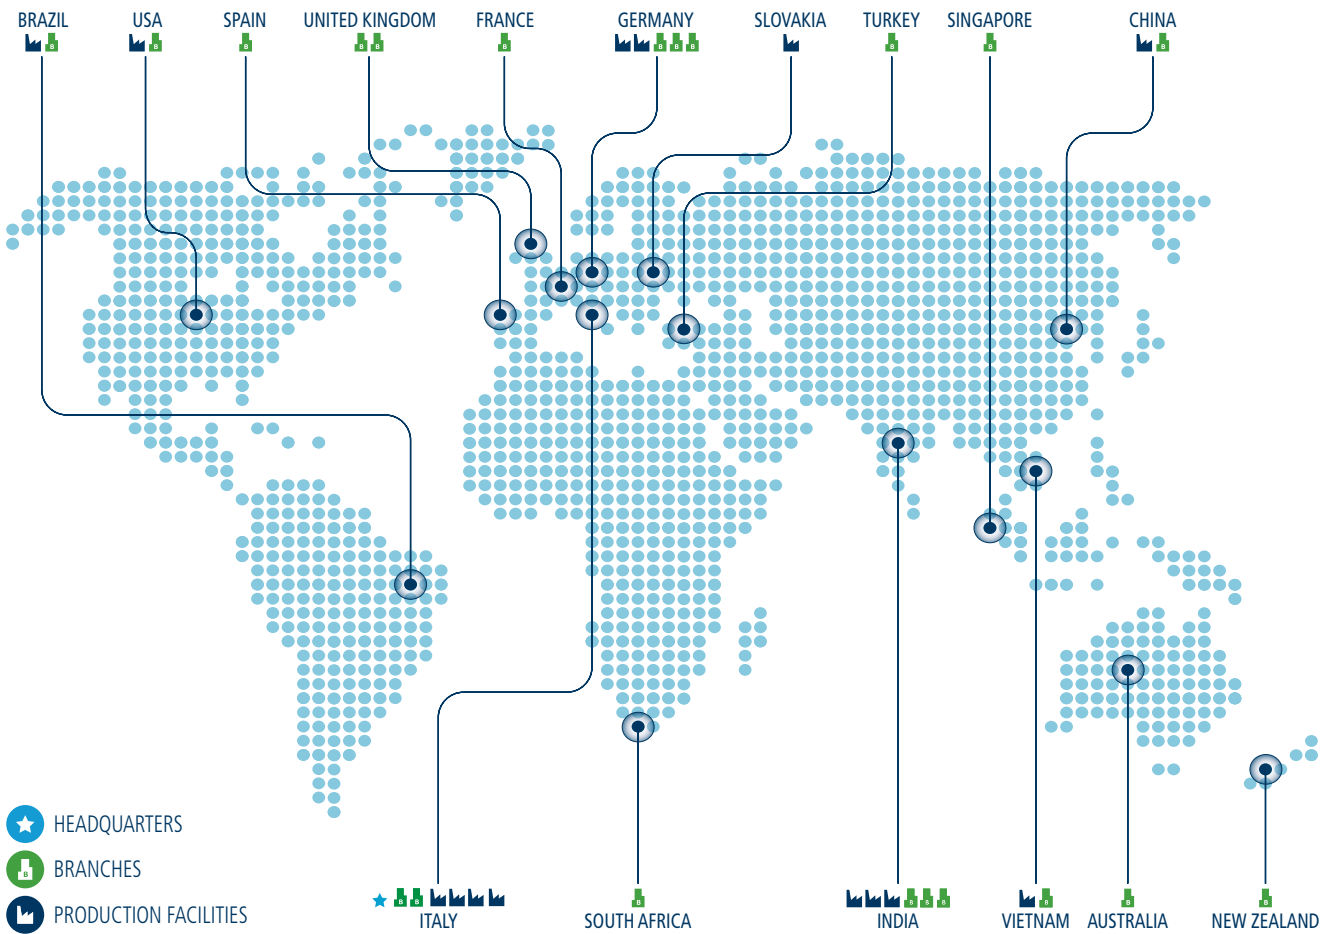 BRAZIL USA SPAIN UNITED KINGDOM FRANCE GERMANY SLOVAKIA TURKEY SINGAPORE CHINA
B B B B B B B B B B B B B
HEADQUARTERS
B BRANCHES
PRODUCTION FACILITIES
B B B B B B B B B
ITALY SOUTH AFRICA INDIA VIETNAM AUSTRALIA NEW ZEALAND